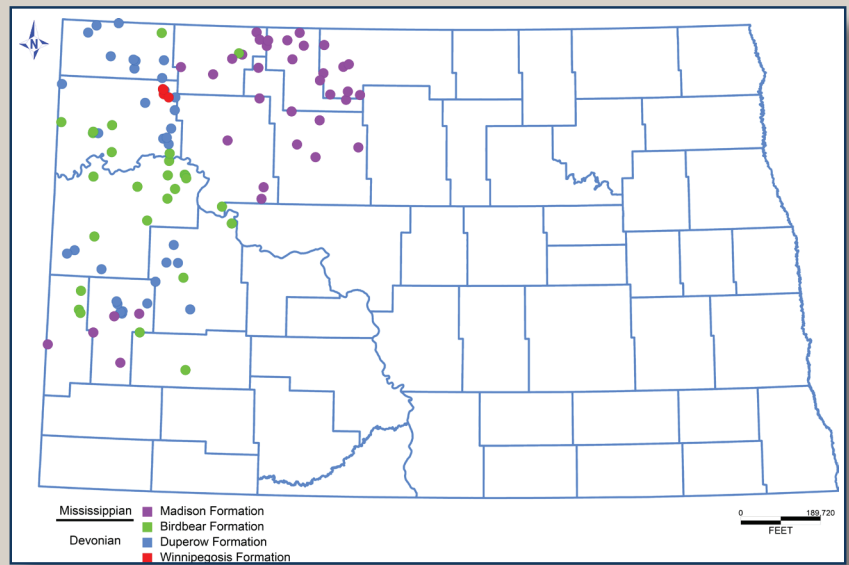 N
Mississippian
Devonian
Madison Formation
Birdbear Formation
Duperow Formation
Winnipegosis Formation
0 189,720
FEET